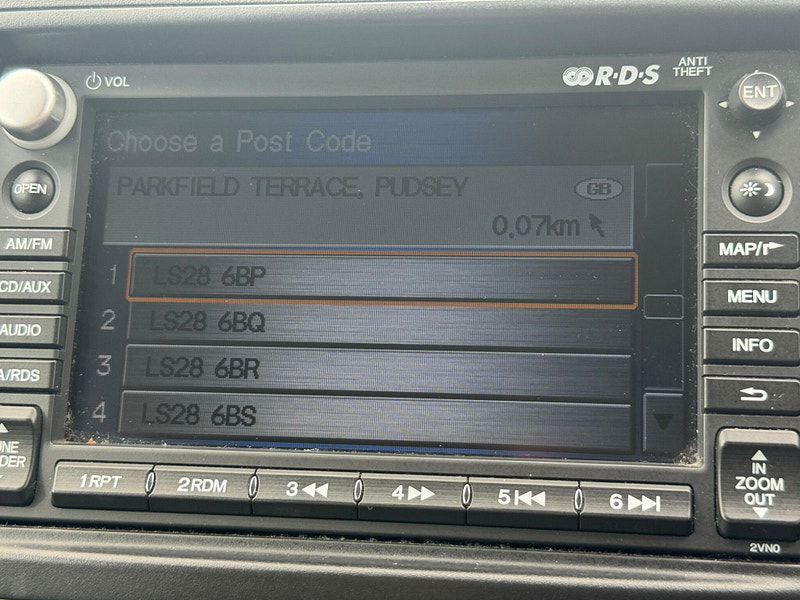 VOL
R·D·S
ANTI THEFT
ENT
Choose a Post Code
OPEN
PARKFIELD TERRACE, PUDSEY
GB
0.07km
AM/FM
MAP/
1 LS28 6BP
CD/AUX
MENU
2 LS28 6BQ
AUDIO
INFO
3 LS28 6BR
A/RDS
4 LS28 6BS
IN
ZOOM
OUT
1RPT
2RDM
3
4
5
6
2VN0